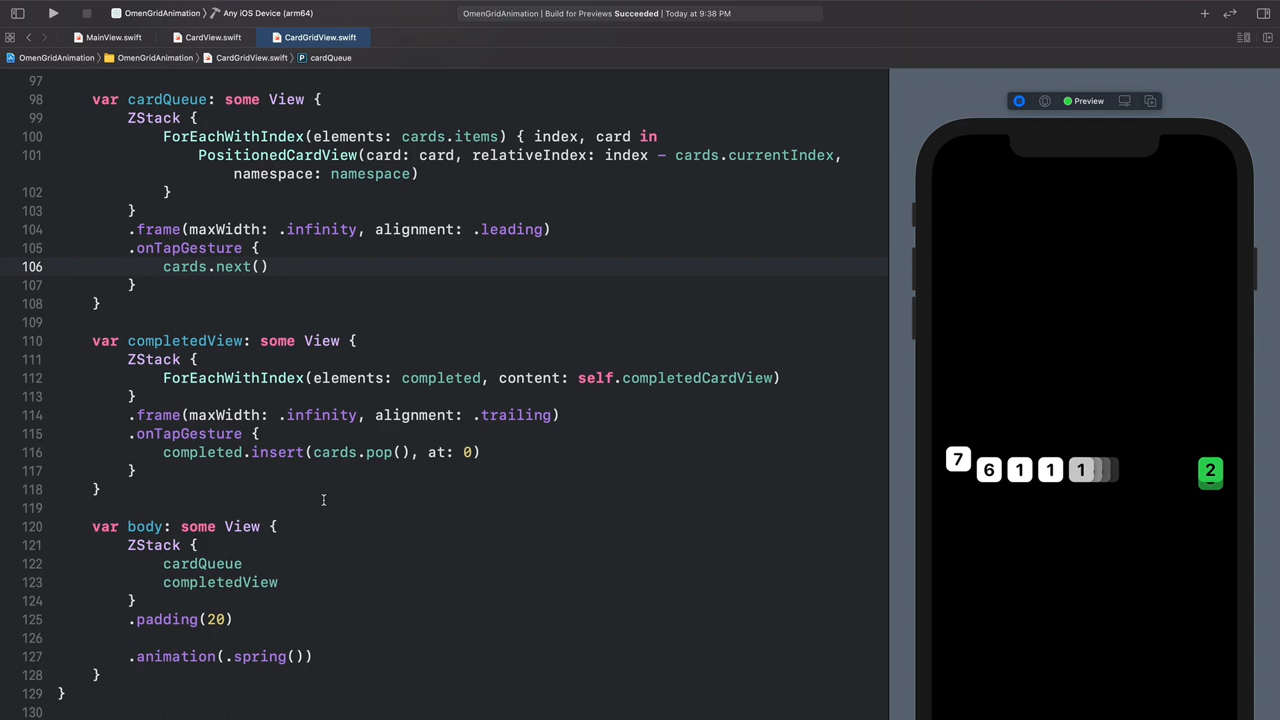 OmenGridAnimation Any iOS Device (arm64) OmenGridAnimation | Build for Previews Succeeded | Today at 9:38 PM
MainView.swift CardView.swift CardGridView.swift
OmenGridAnimation OmenGridAnimation CardGridView.swift P cardQueue
97
98 var cardQueue: some View {
99 ZStack {
100 ForEachWithIndex(elements: cards.items) { index, card in
101 PositionedCardView(card: card, relativeIndex: index - cards.currentIndex,
namespace: namespace)
102 }
103 }
104 .frame(maxWidth: .infinity, alignment: .leading)
105 .onTapGesture {
106 cards.next()
107 }
108 }
109
110 var completedView: some View {
111 ZStack {
112 ForEachWithIndex(elements: completed, content: self.completedCardView)
113 }
114 .frame(maxWidth: .infinity, alignment: .trailing)
115 .onTapGesture {
116 completed.insert(cards.pop(), at: 0)
117 }
118 }
119
120 var body: some View {
121 ZStack {
122 cardQueue
123 completedView
124 }
125 .padding(20)
126
127 .animation(.spring())
128 }
129 }
130
Preview
7 6 1 1 1 2